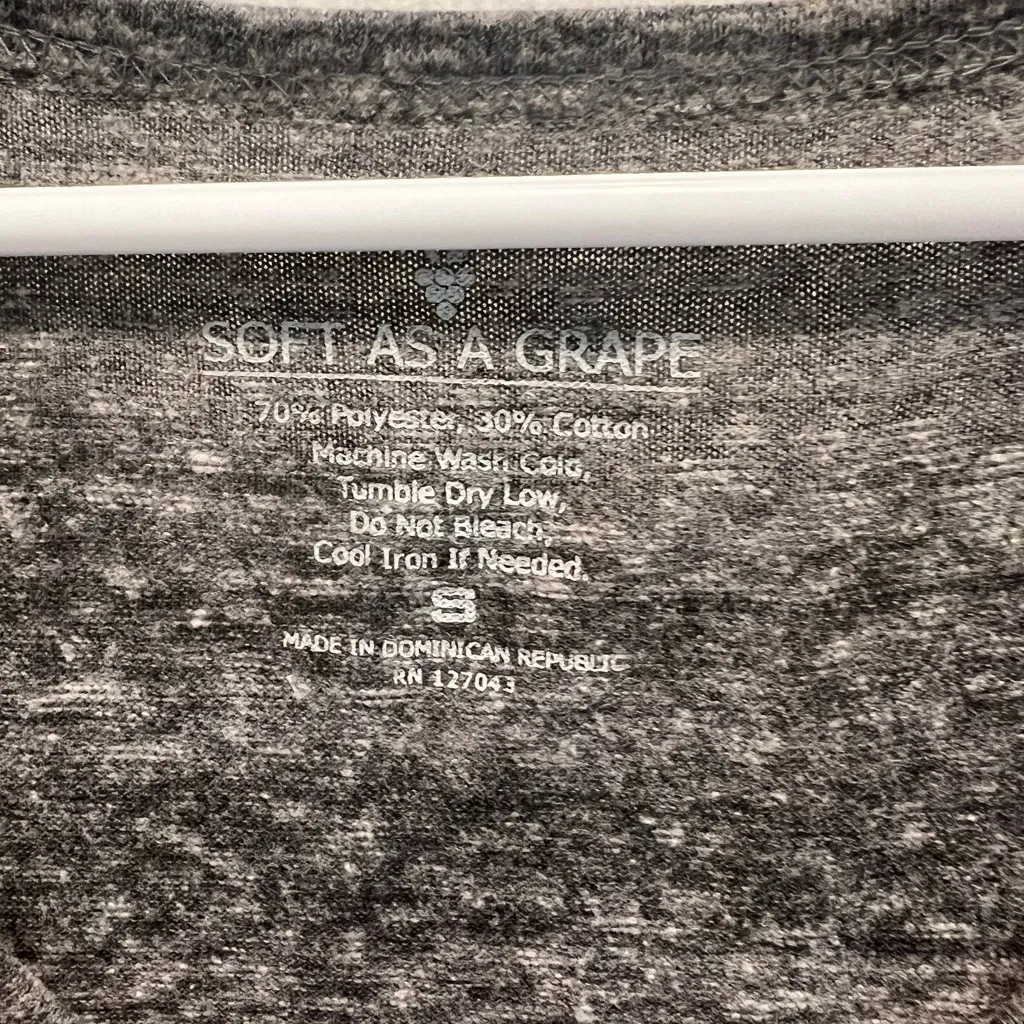 SOFT AS A GRAPE
70% Polyester, 30% Cotton
Machine Wash Cold,
Tumble Dry Low,
Do Not Bleach,
Cool Iron If Needed.
S
MADE IN DOMINICAN REPUBLIC
RN 127043